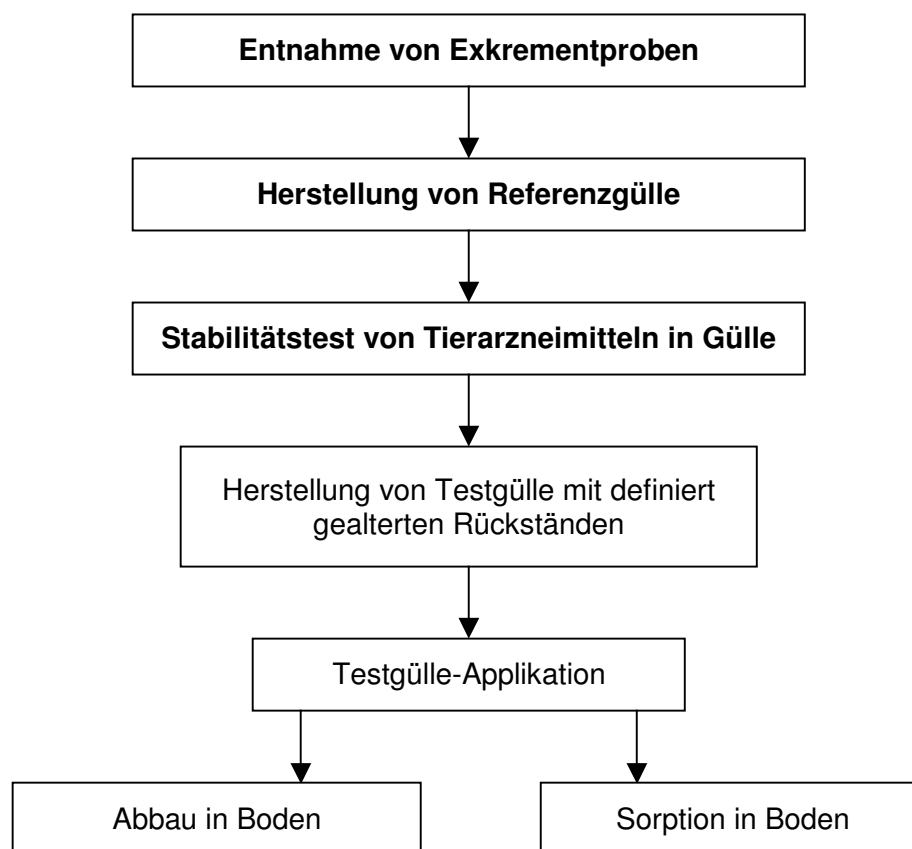 Entnahme von Exkrementproben
Herstellung von Referenzgülle
Stabilitätstest von Tierarzneimitteln in Gülle
Herstellung von Testgülle mit definiert
gealterten Rückständen
Testgülle-Applikation
Abbau in Boden
Sorption in Boden